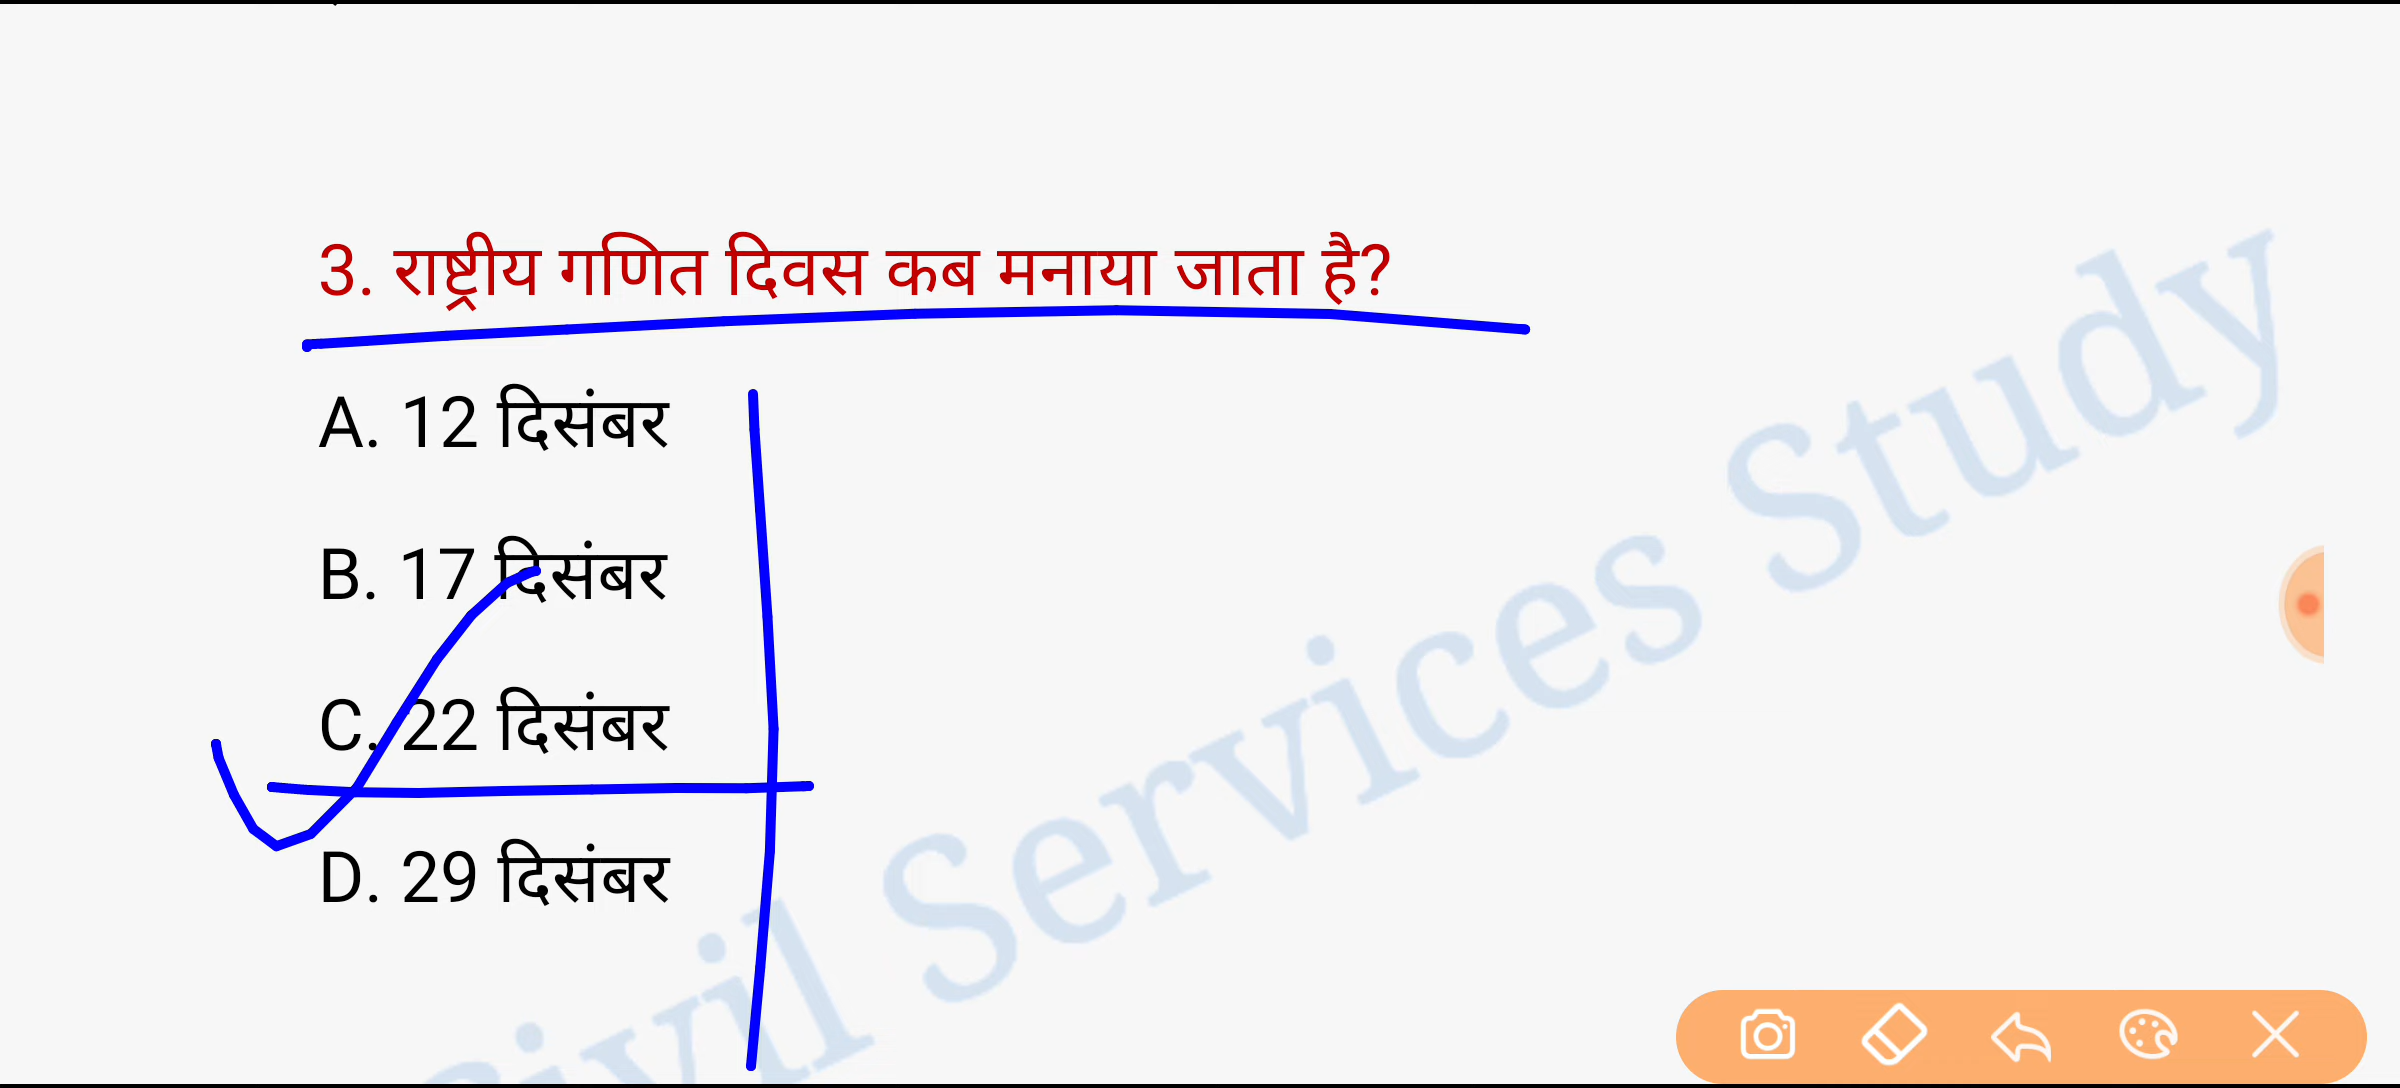 3. राष्ट्रीय गणित दिवस कब मनाया जाता है?
A. 12 दिसंबर
B. 17 दिसंबर
C. 22 दिसंबर
D. 29 दिसंबर
Civil Services Study